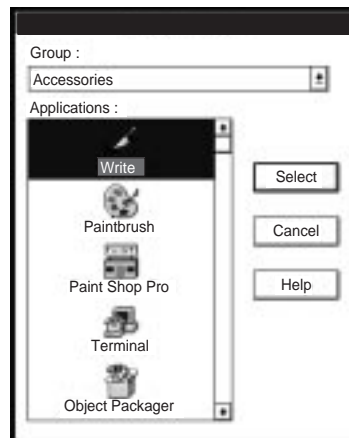 Group :
Accessories
Applications :
Write
Select
Paintbrush
Cancel
Paint Shop Pro
Help
Terminal
Object Packager